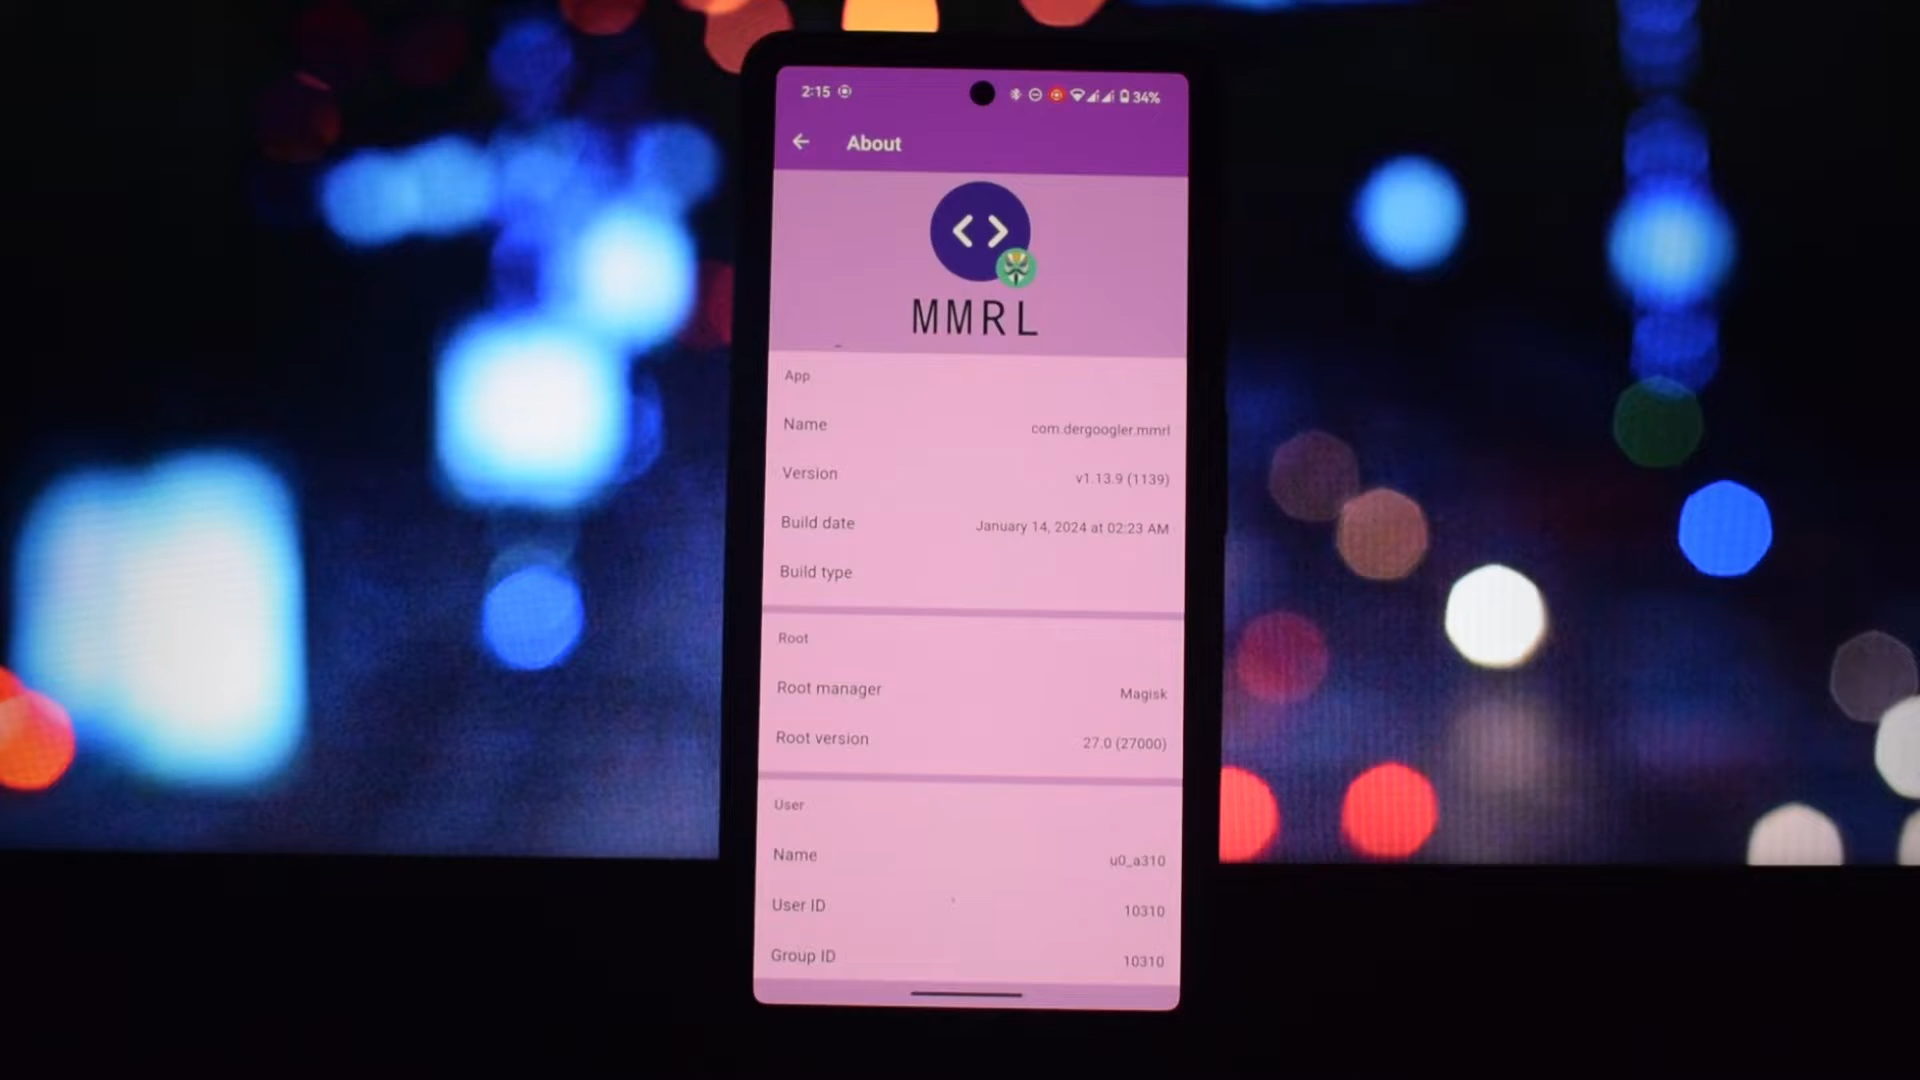 2:15 34%
About
< >
MMRL
App
Name com.dergoogler.mmrl
Version v1.13.9 (1139)
Build date January 14, 2024 at 02:23 AM
Build type
Root
Root manager Magisk
Root version 27.0 (27000)
User
Name u0_a310
User ID 10310
Group ID 10310